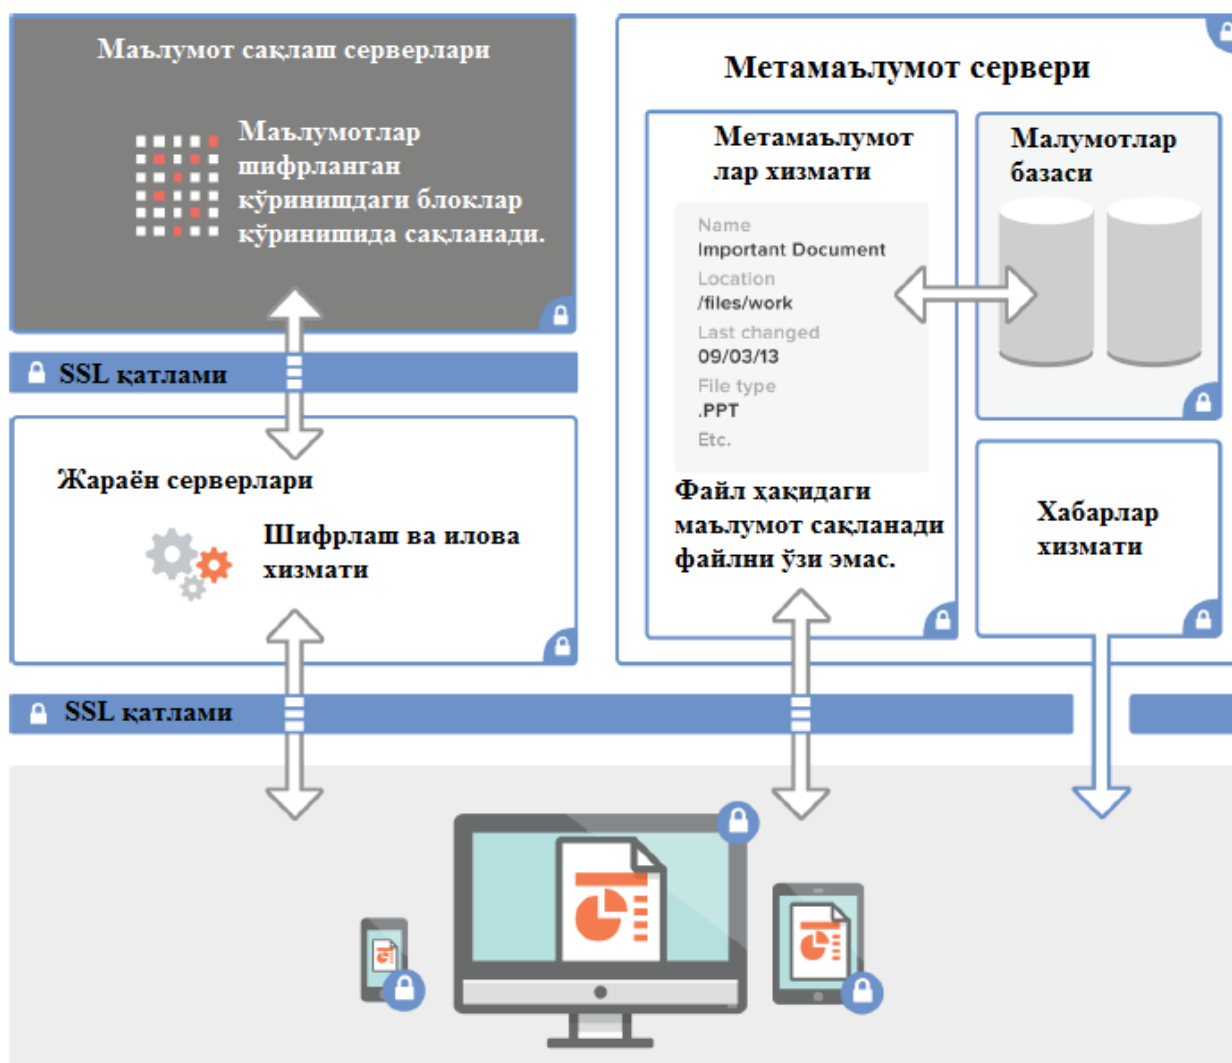 Маълумот сақлаш серверлари
Маълумотлар
шифрланган
кўринишдаги блоклар
кўринишида сақланади.
SSL қатлами
Жараён серверлари
Шифрлаш ва илова
хизмати
Метамаълумот сервери
Метамаълумот
лар хизмати
Name
Important Document
Location
/files/work
Last changed
09/03/13
File type
.PPT
Etc.
Файл ҳақидаги
маълумот сақланади
файлни ўзи эмас.
Малумотлар
базаси
Хабарлар
хизмати
SSL қатлами